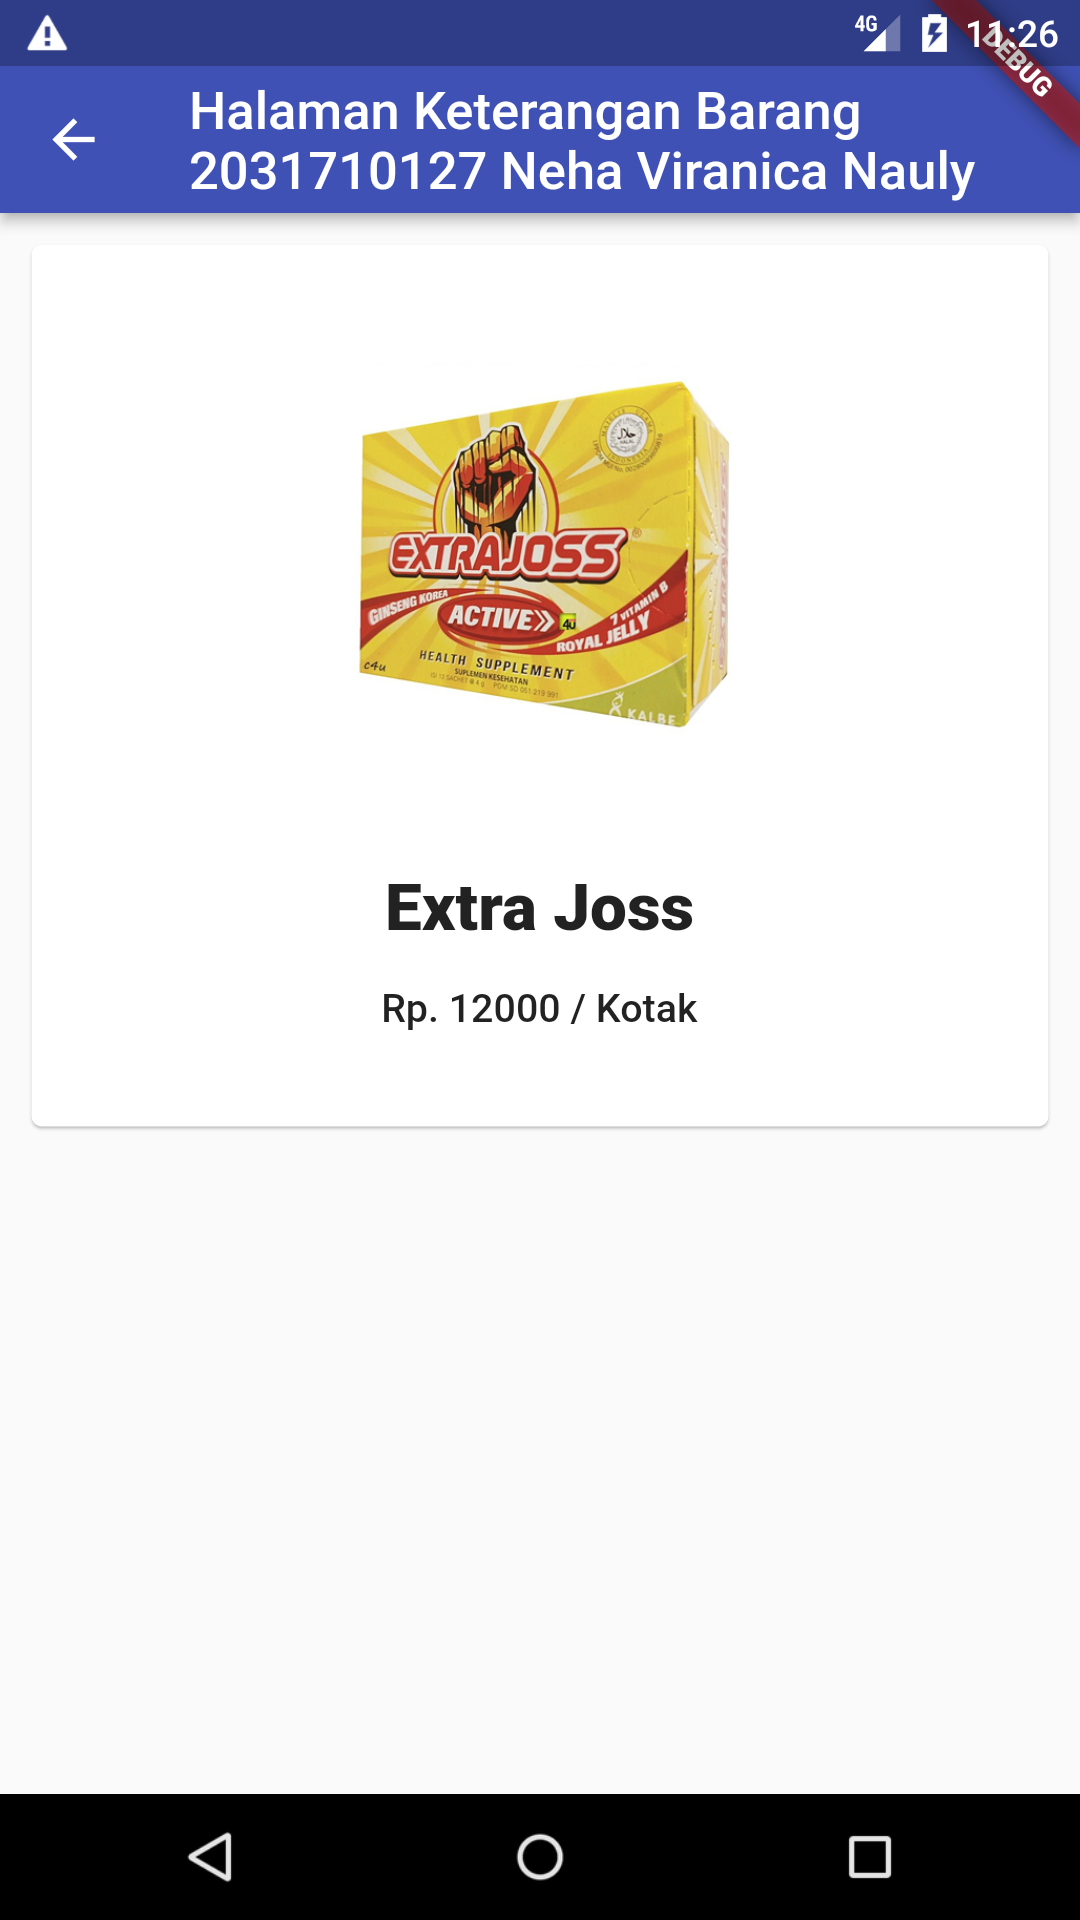 4G 11:26
DEBUG
Halaman Keterangan Barang
2031710127 Neha Viranica Nauly
EXTRAJOSS®
GINSENG KOREA
ACTIVE
4U
7 VITAMIN B
ROYAL JELLY
HEALTH SUPPLEMENT
SUPLEMEN KESEHATAN
c4u
KALBE
Extra Joss
Rp. 12000 / Kotak